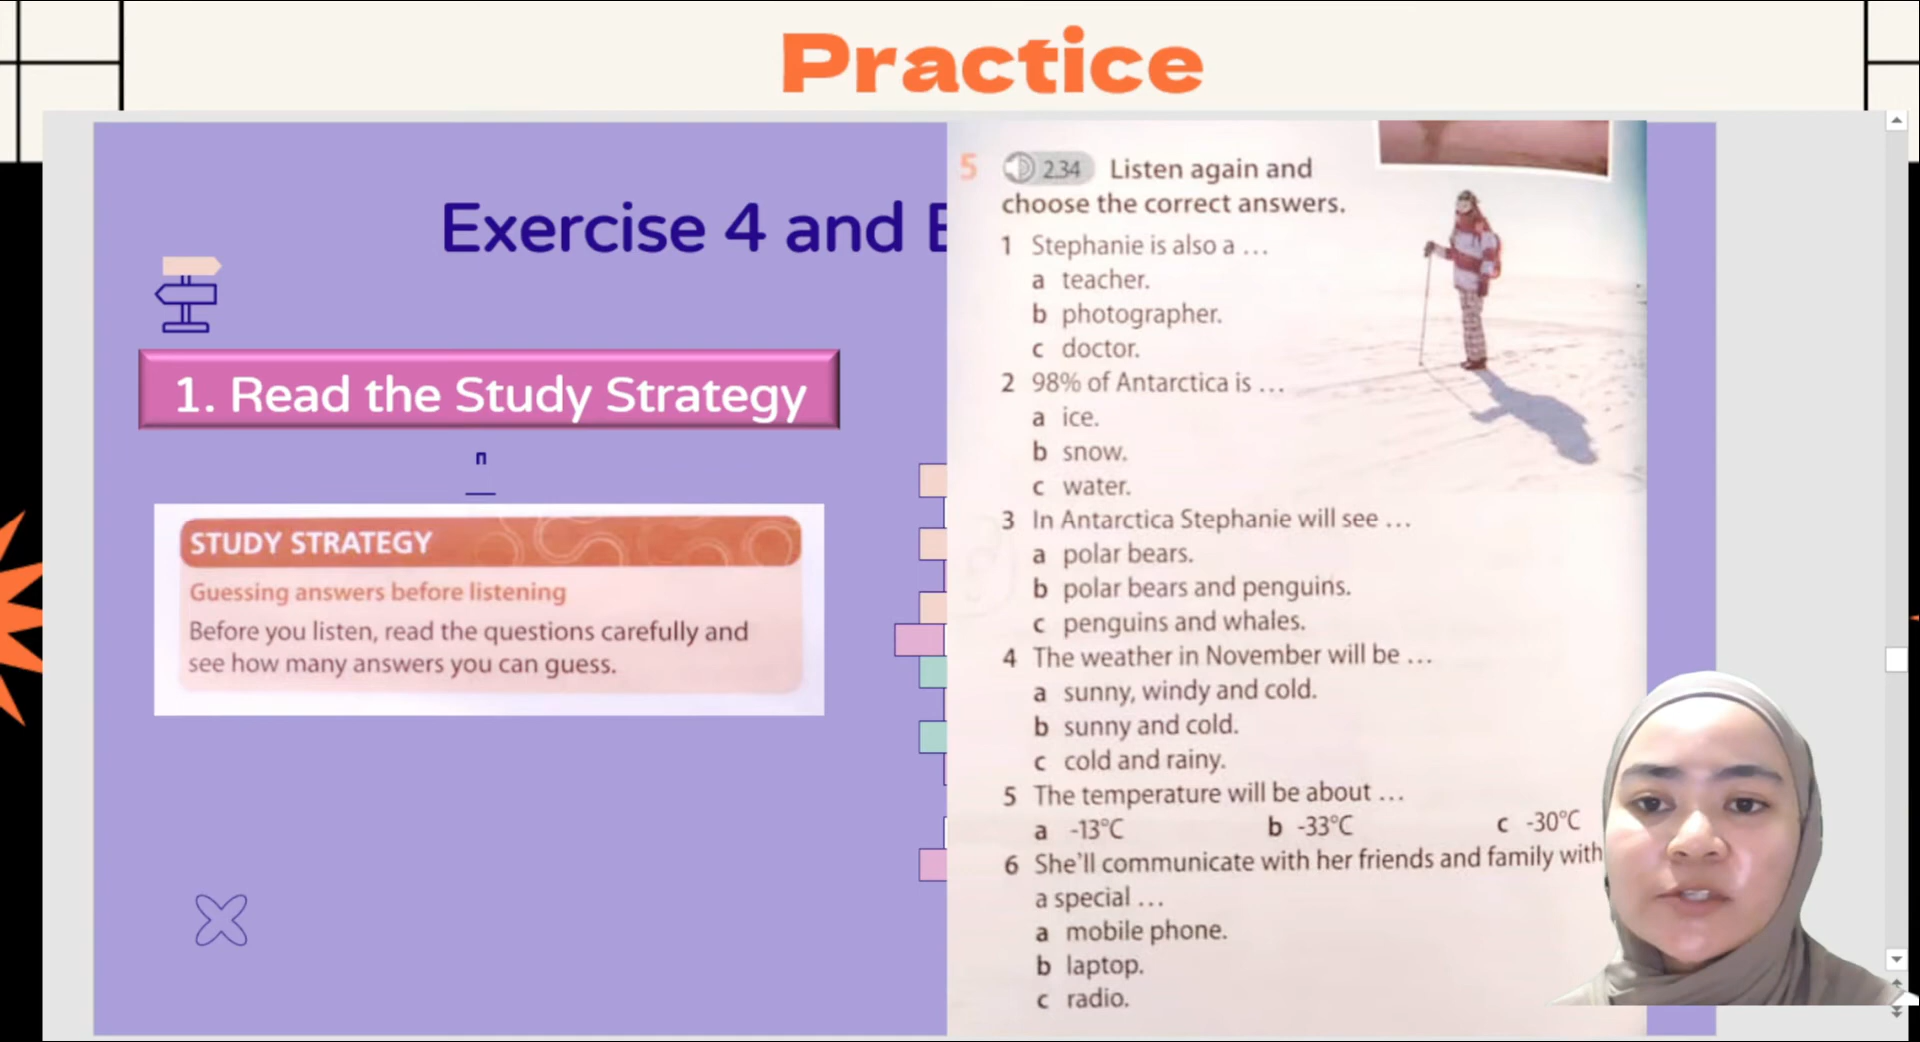 Practice
Exercise 4 and E
1. Read the Study Strategy
n
STUDY STRATEGY
Guessing answers before listening
Before you listen, read the questions carefully and
see how many answers you can guess.
5 2.34 Listen again and
choose the correct answers.
1 Stephanie is also a ...
a teacher.
b photographer.
c doctor.
2 98% of Antarctica is ...
a ice.
b snow.
c water.
3 In Antarctica Stephanie will see ...
a polar bears.
b polar bears and penguins.
c penguins and whales.
4 The weather in November will be ...
a sunny, windy and cold.
b sunny and cold.
c cold and rainy.
5 The temperature will be about ...
a -13°C b -33°C c -30°C
6 She'll communicate with her friends and family with
a special ...
a mobile phone.
b laptop.
c radio.